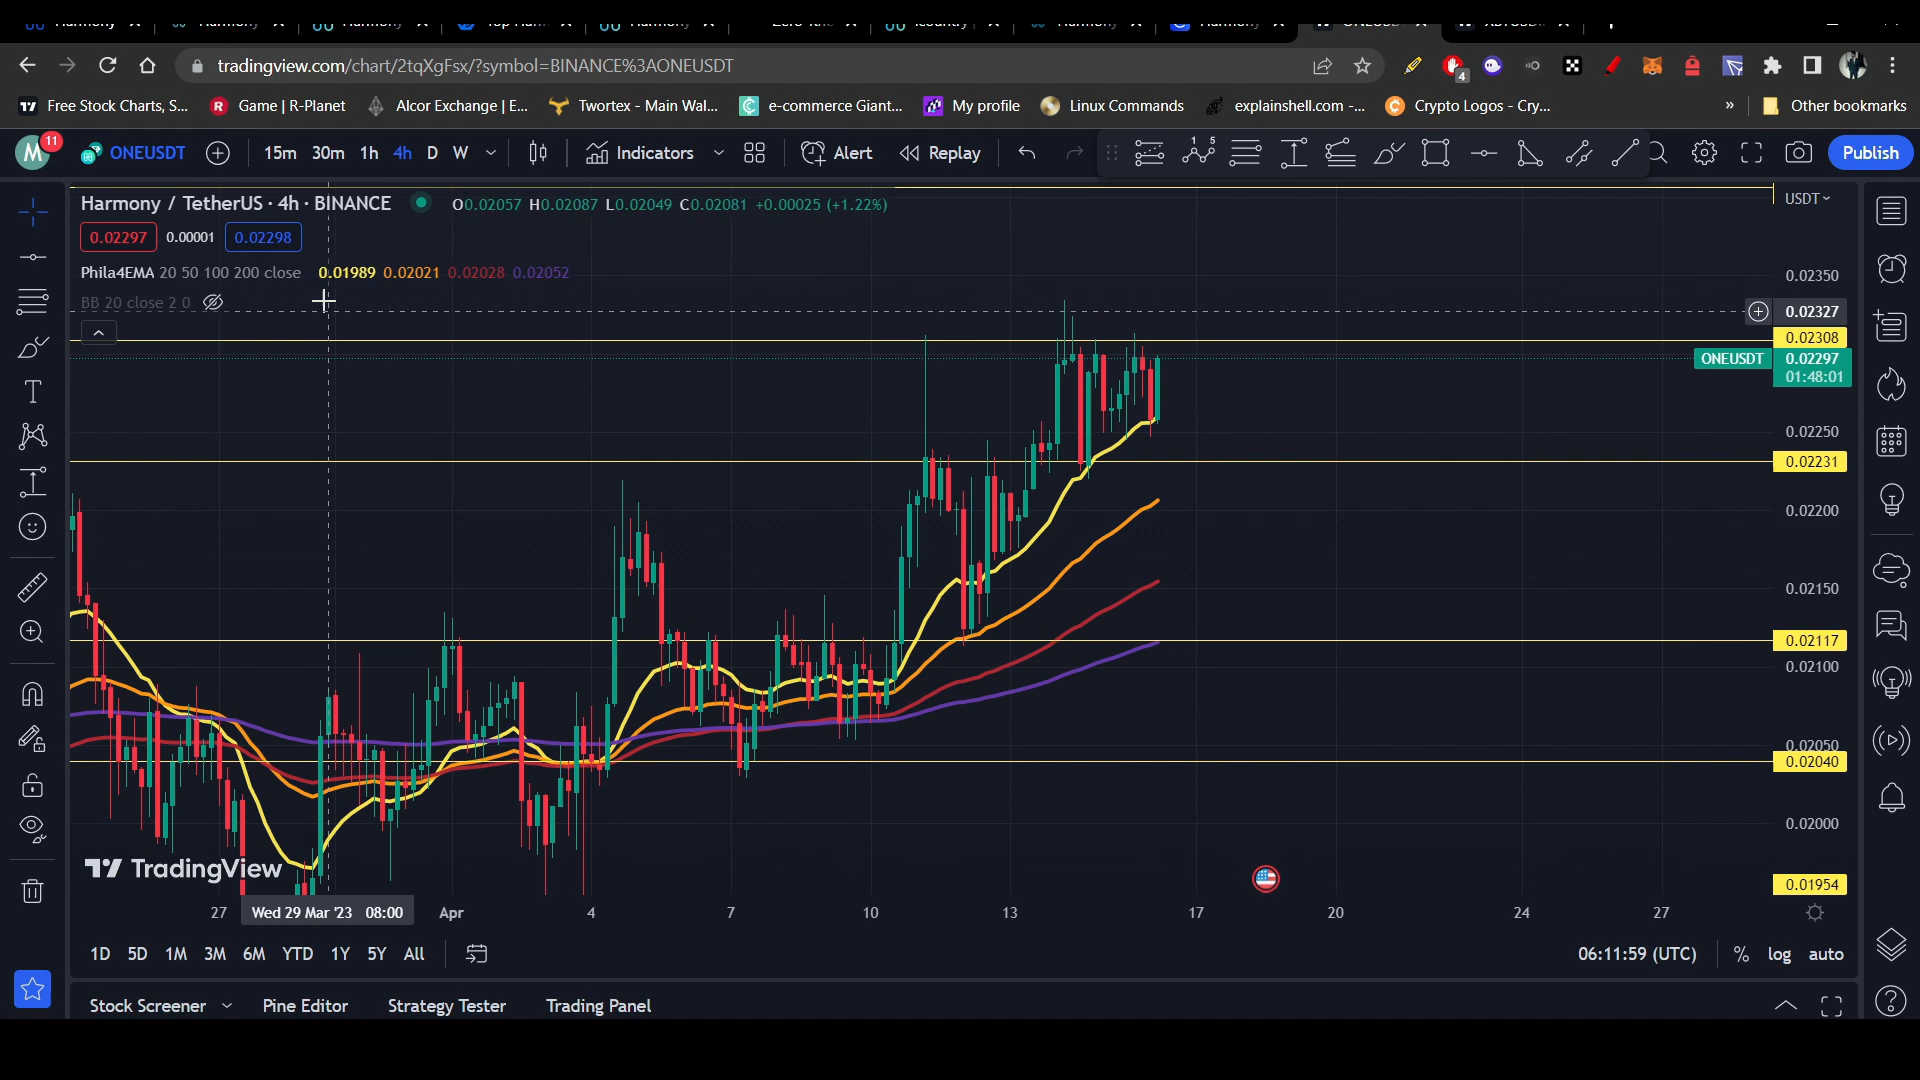 Harmony
tradingview.com/chart/2tqXgFsx/?symbol=BINANCE%3AONEUSDT
4
Free Stock Charts, S... Game | R-Planet Alcor Exchange | E... Twortex - Main Wal... e-commerce Giant... My profile Linux Commands explainshell.com -... Crypto Logos - Cry... » Other bookmarks
M 11 ONEUSDT 15m 30m 1h 4h D W Indicators Alert Replay Publish
Harmony / TetherUS · 4h · BINANCE O0.02057 H0.02087 L0.02049 C0.02081 +0.00025 (+1.22%) USDT
0.02297 0.00001 0.02298
Phila4EMA 20 50 100 200 close 0.01989 0.02021 0.02028 0.02052
BB 20 close 2 0
0.02350
0.02327
0.02308
ONEUSDT 0.02297
01:48:01
0.02250
0.02231
0.02200
0.02150
0.02117
0.02100
0.02050
0.02040
0.02000
TradingView
0.01954
27 Wed 29 Mar '23 08:00 Apr 4 7 10 13 17 20 24 27
1D 5D 1M 3M 6M YTD 1Y 5Y All 06:11:59 (UTC) % log auto
Stock Screener Pine Editor Strategy Tester Trading Panel